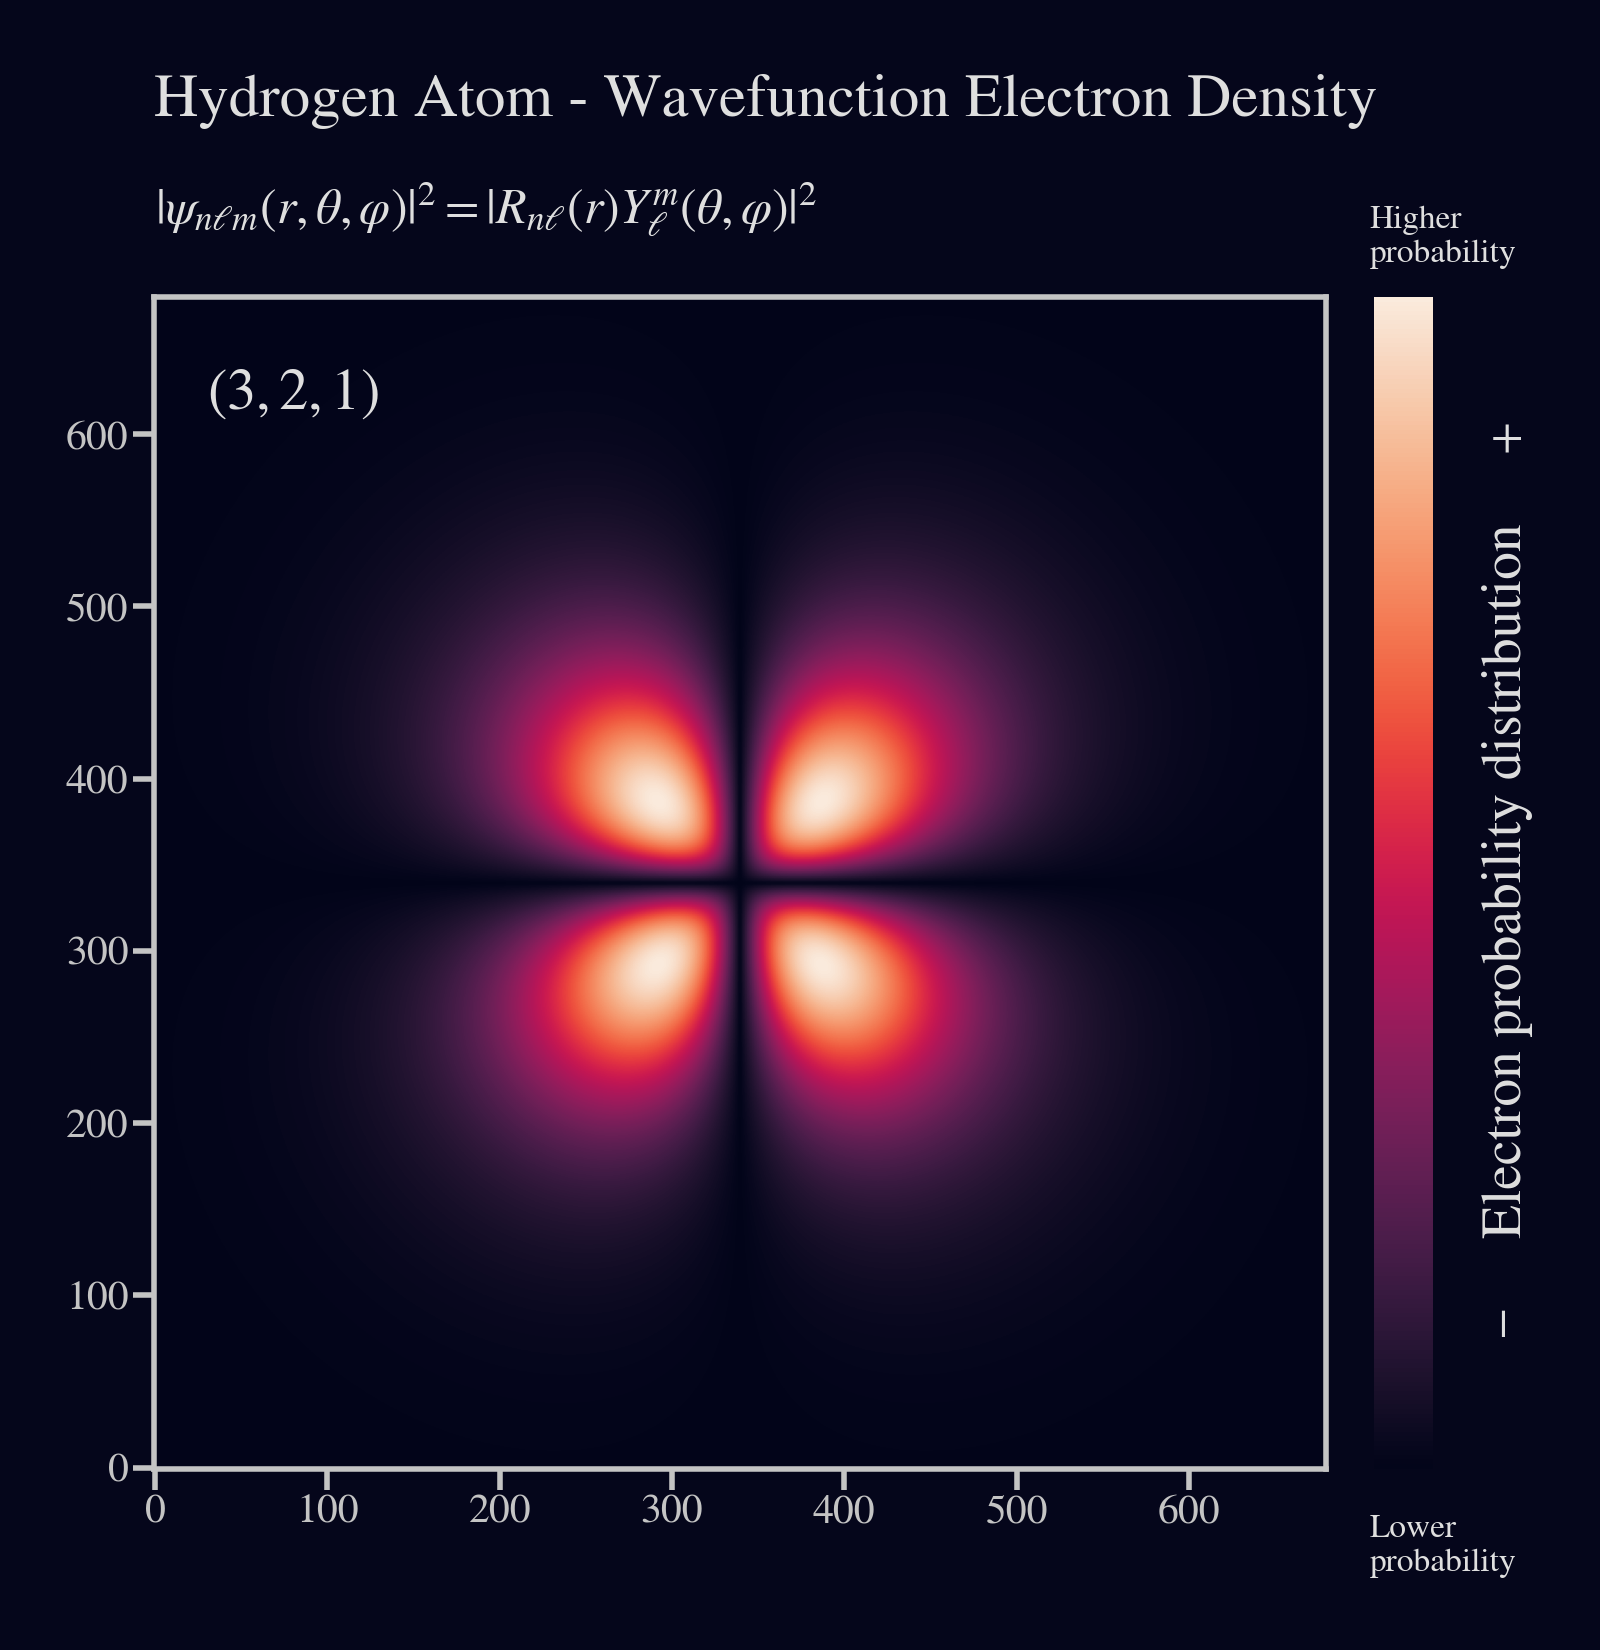 Hydrogen Atom - Wavefunction Electron Density
|ψₙℓₘ(r, θ, φ)|² = |Rₙℓ(r)Yℓᵐ(θ, φ)|²
Higher
probability
(3, 2, 1)
600
500
400
300
200
100
0
0 100 200 300 400 500 600
− Electron probability distribution +
Lower
probability